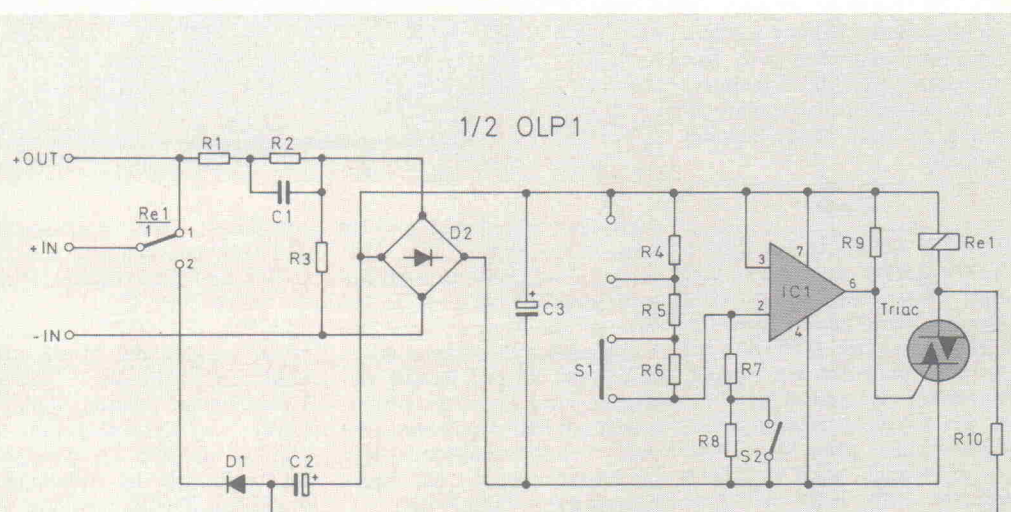 1/2 OLP1
+OUT
R1
R2
C1
Re1
1
1
+IN
2
R3
D2
-IN
D1
C2
+
+
C3
S1
R4
R5
R6
R7
R8
S2
3
7
IC1
6
2
4
R9
Re1
Triac
R10